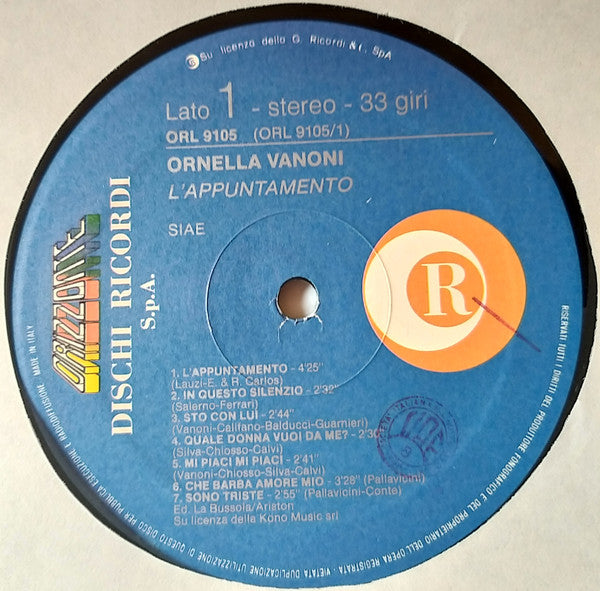 Su licenza della G. Ricordi & C. SpA
Lato 1 - stereo - 33 giri
ORL 9105 (ORL 9105/1)
ORNELLA VANONI
L'APPUNTAMENTO
SIAE
ORIZZONTE
DISCHI RICORDI
S.p.A.
R
1. L'APPUNTAMENTO - 4'25"
(Lauzi-E. & R. Carlos)
2. IN QUESTO SILENZIO - 2'32"
(Salerno-Ferrari)
3. STO CON LUI - 2'44"
(Vanoni-Califano-Balducci-Guarnieri)
4. QUALE DONNA VUOI DA ME? - 2'30
(Silva-Chiosso-Calvi)
5. MI PIACI MI PIACI - 2'41"
(Vanoni-Chiosso-Silva-Calvi)
6. CHE BARBA AMORE MIO - 3'28" (Pallavicini)
7. SONO TRISTE - 2'55" (Pallavicini-Conte)
Ed. La Bussola/Ariston
Su licenza della Kono Music srl
RISERVATI TUTTI I DIRITTI DEL PRODUTTORE FONOGRAFICO E DEL PROPRIETARIO DELL'OPERA REGISTRATA - VIETATA DUPLICAZIONE UTILIZZAZIONE DI QUESTO DISCO PER PUBBLICA ESECUZIONE E RADIODIFFUSIONE. MADE IN ITALY